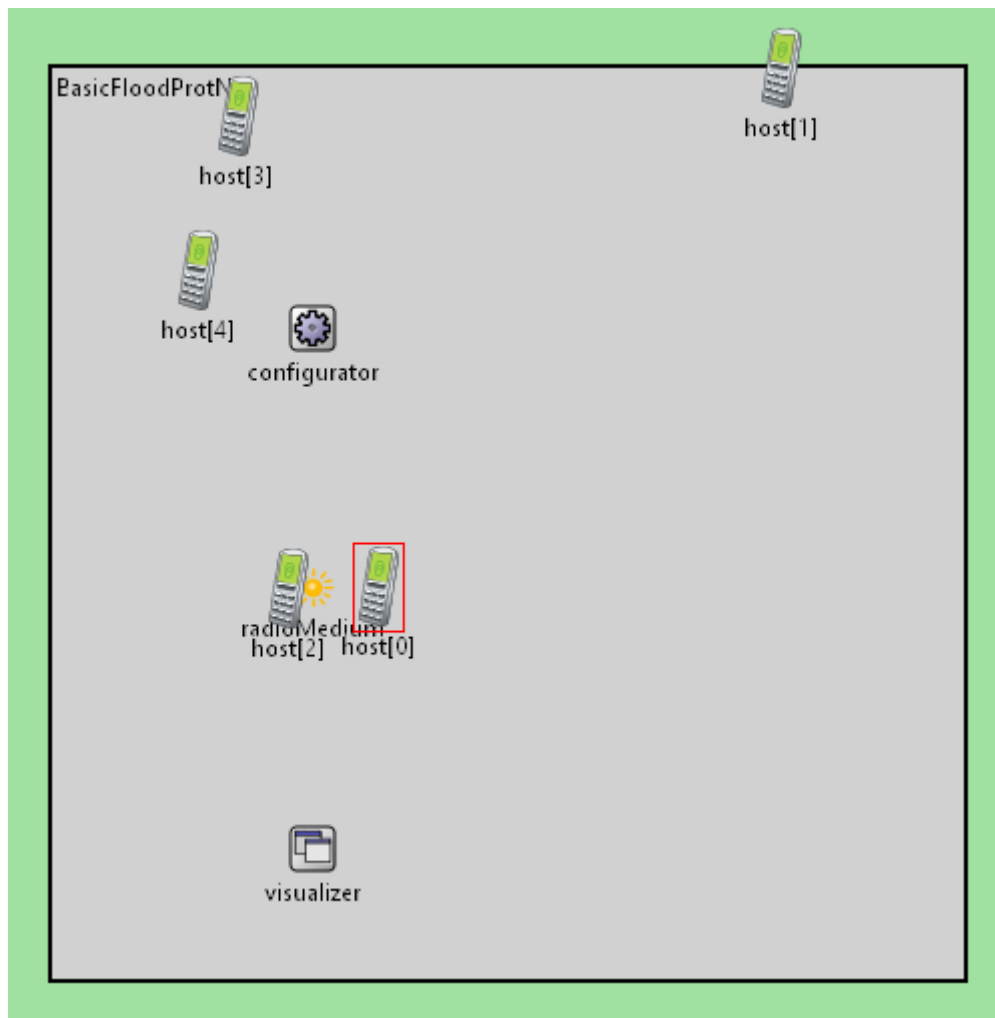 host[1]
BasicFloodProtN
host[3]
host[4]
configurator
radioMedium
host[2]
host[0]
visualizer